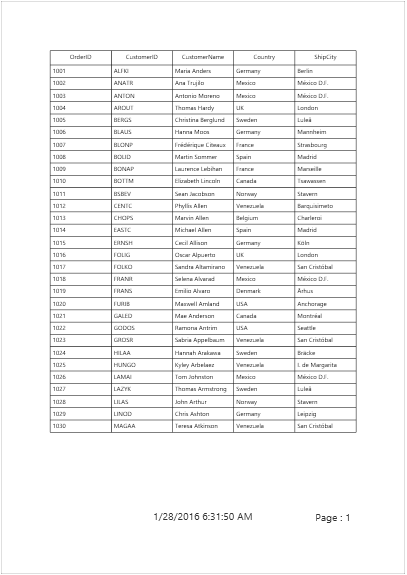 OrderID CustomerID CustomerName Country ShipCity
1001 ALFKI Maria Anders Germany Berlin
1002 ANATR Ana Trujilo Mexico México D.F.
1003 ANTON Antonio Moreno Mexico México D.F.
1004 AROUT Thomas Hardy UK London
1005 BERGS Christina Berglund Sweden Luleå
1006 BLAUS Hanna Moos Germany Mannheim
1007 BLONP Frédérique Citeaux France Strasbourg
1008 BOLID Martin Sommer Spain Madrid
1009 BONAP Laurence Lebihan France Marseille
1010 BOTTM Elizabeth Lincoln Canada Tsawassen
1011 BSBEV Sean Jacobson Norway Stavern
1012 CENTC Phyllis Allen Venezuela Barquisimeto
1013 CHOPS Marvin Allen Belgium Charleroi
1014 EASTC Michael Allen Spain Madrid
1015 ERNSH Cecil Allison Germany Köln
1016 FOLIG Oscar Alpuerto UK London
1017 FOLKO Sandra Altamirano Venezuela San Cristóbal
1018 FRANR Selena Alvarad Mexico México D.F.
1019 FRANS Emilio Alvaro Denmark Århus
1020 FURIB Maxwell Amland USA Anchorage
1021 GALED Mae Anderson Canada Montréal
1022 GODOS Ramona Antrim USA Seattle
1023 GROSR Sabria Appelbaum Venezuela San Cristóbal
1024 HILAA Hannah Arakawa Sweden Bräcke
1025 HUNGO Kyley Arbelaez Venezuela I. de Margarita
1026 LAMAI Tom Johnston Mexico México D.F.
1027 LAZYK Thomas Armstrong Sweden Luleå
1028 LILAS John Arthur Norway Stavern
1029 LINOD Chris Ashton Germany Leipzig
1030 MAGAA Teresa Atkinson Venezuela San Cristóbal
1/28/2016 6:31:50 AM Page : 1